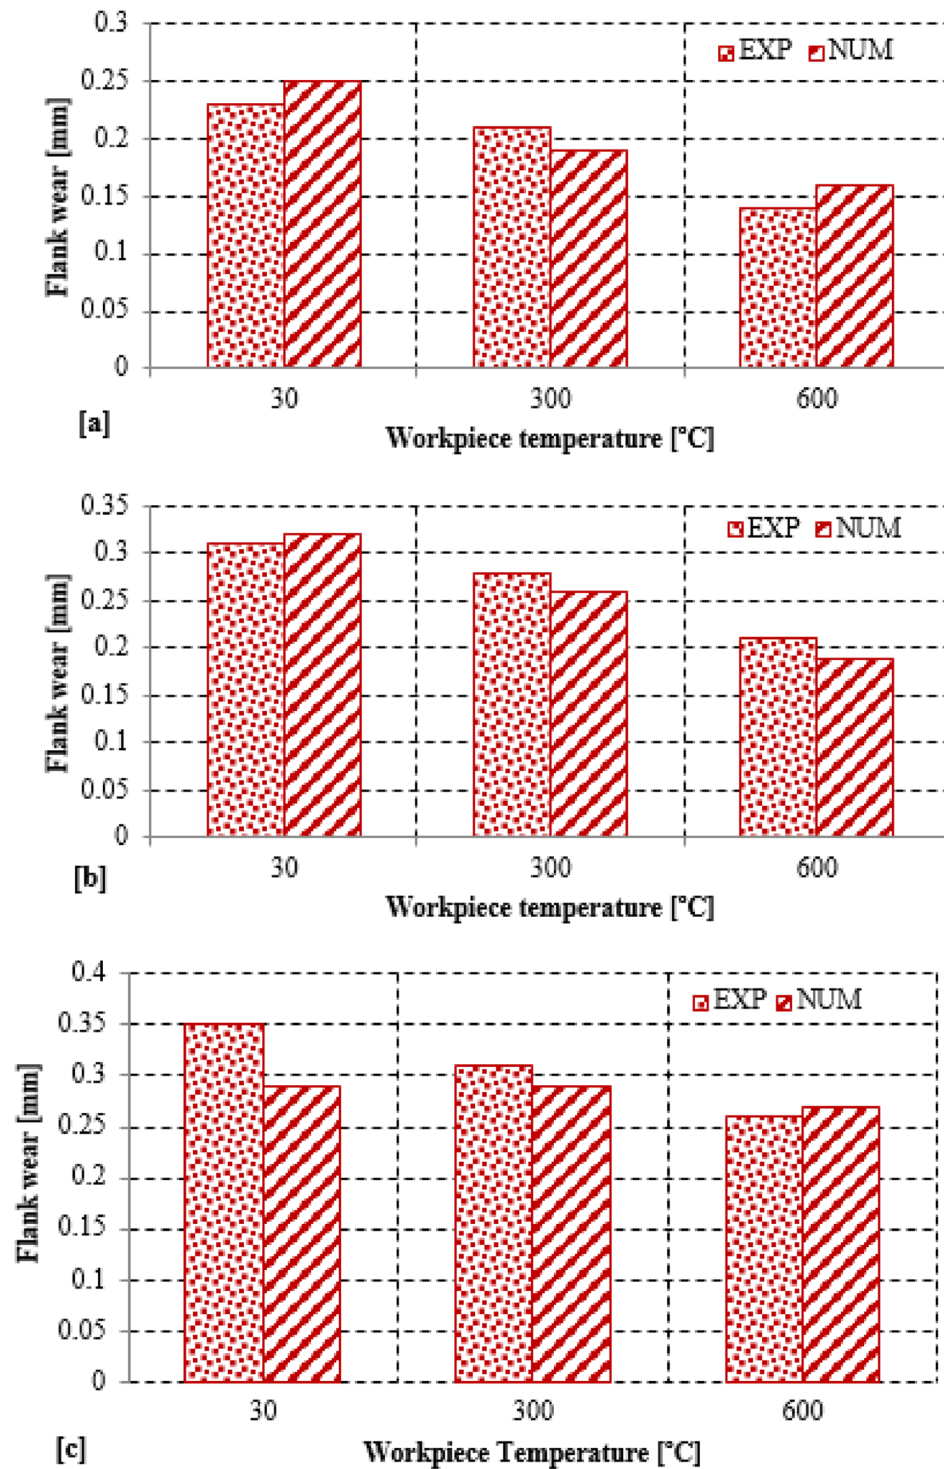 0.3
EXP NUM
0.25
0.2
0.15
0.1
0.05
0
Flank wear [mm]
30 300 600
[a]
Workpiece temperature [°C]
0.35
EXP NUM
0.3
0.25
0.2
0.15
0.1
0.05
0
Flank wear [mm]
30 300 600
[b]
Workpiece temperature [°C]
0.4
EXP NUM
0.35
0.3
0.25
0.2
0.15
0.1
0.05
0
Flank wear [mm]
30 300 600
[c]
Workpiece Temperature [°C]